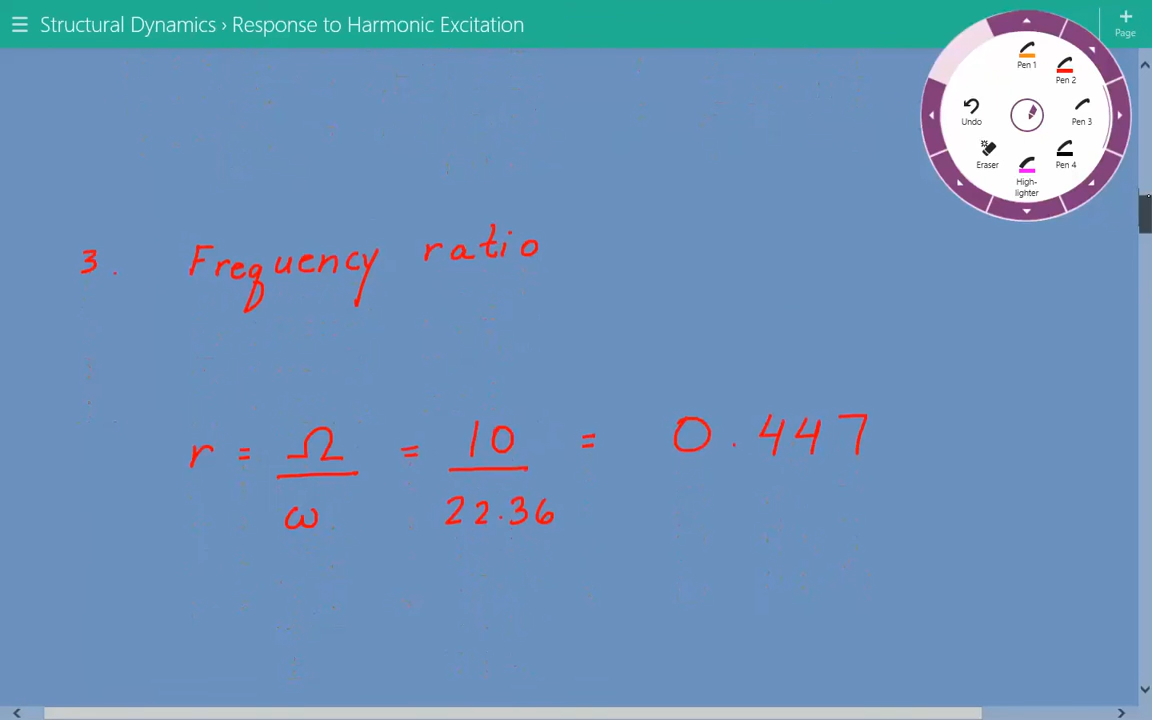 Structural Dynamics › Response to Harmonic Excitation
Page
Pen 1
Pen 2
Undo
Pen 3
Eraser
Pen 4
High-
lighter
3. Frequency ratio
r = Ω/ω = 10/22.36 = 0.447